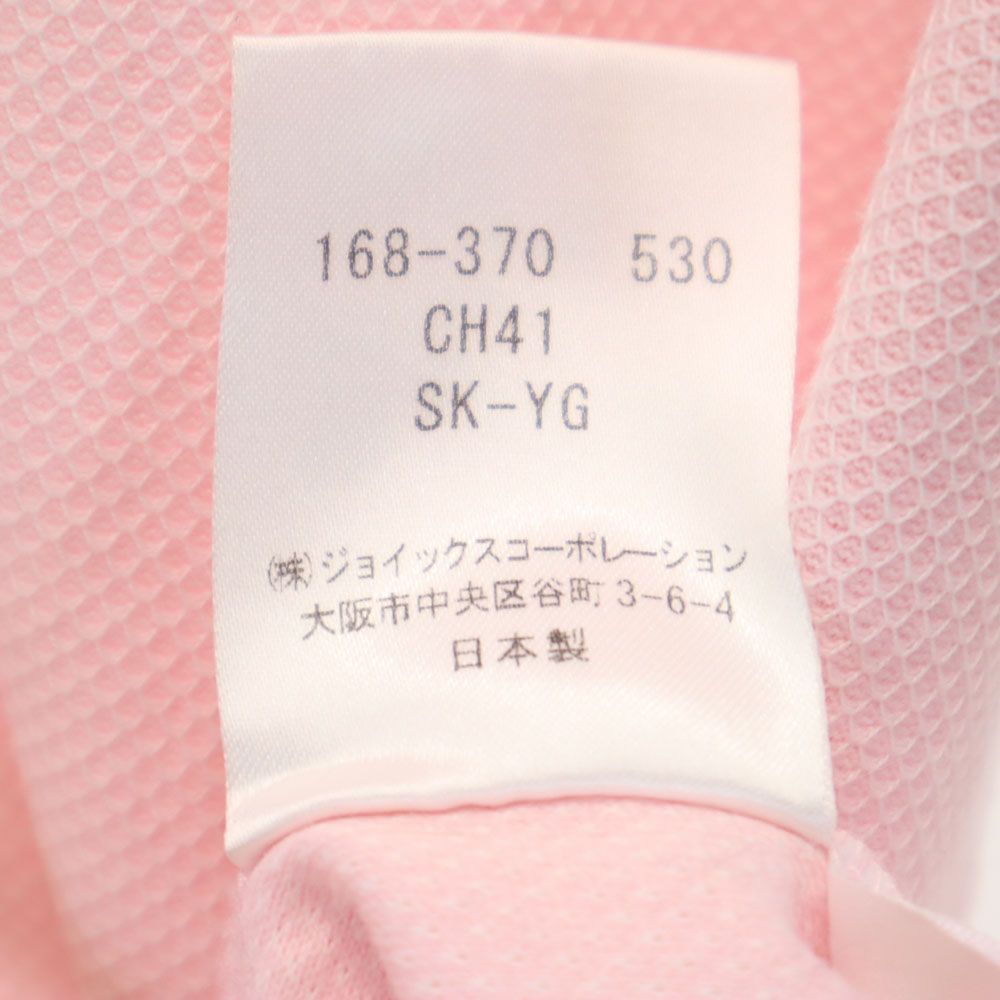 168-370 530
CH41
SK-YG
(株)ジョイックスコーポレーション
大阪市中央区谷町3-6-4
日本製